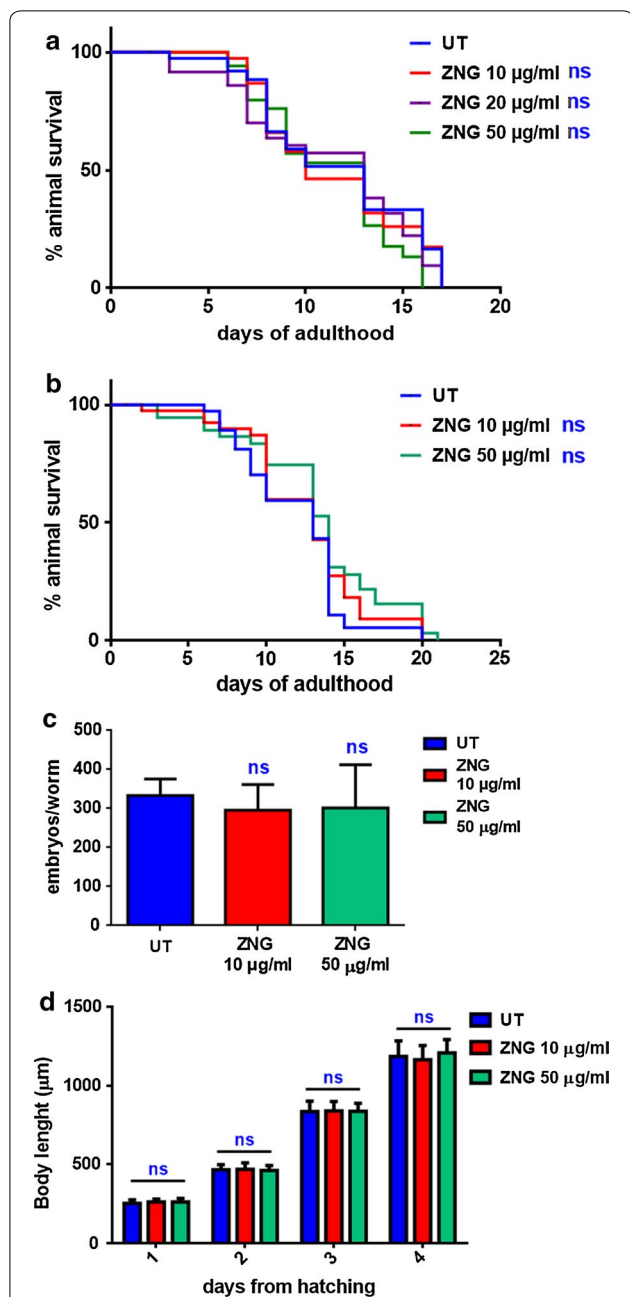 a
UT
ZNG 10 µg/ml ns
ZNG 20 µg/ml ns
ZNG 50 µg/ml ns
% animal survival
100
50
0
0 5 10 15 20
days of adulthood
b
UT
ZNG 10 µg/ml ns
ZNG 50 µg/ml ns
% animal survival
100
50
0
0 5 10 15 20 25
days of adulthood
c
embryos/worm
500
400
300
200
100
0
ns
ns
UT
ZNG
10 µg/ml
ZNG
50 µg/ml
UT
ZNG
10 µg/ml
ZNG
50 µg/ml
d
Body lenght (µm)
1500
1000
500
0
ns
ns
ns
ns
UT
ZNG 10 µg/ml
ZNG 50 µg/ml
1 2 3 4
days from hatching